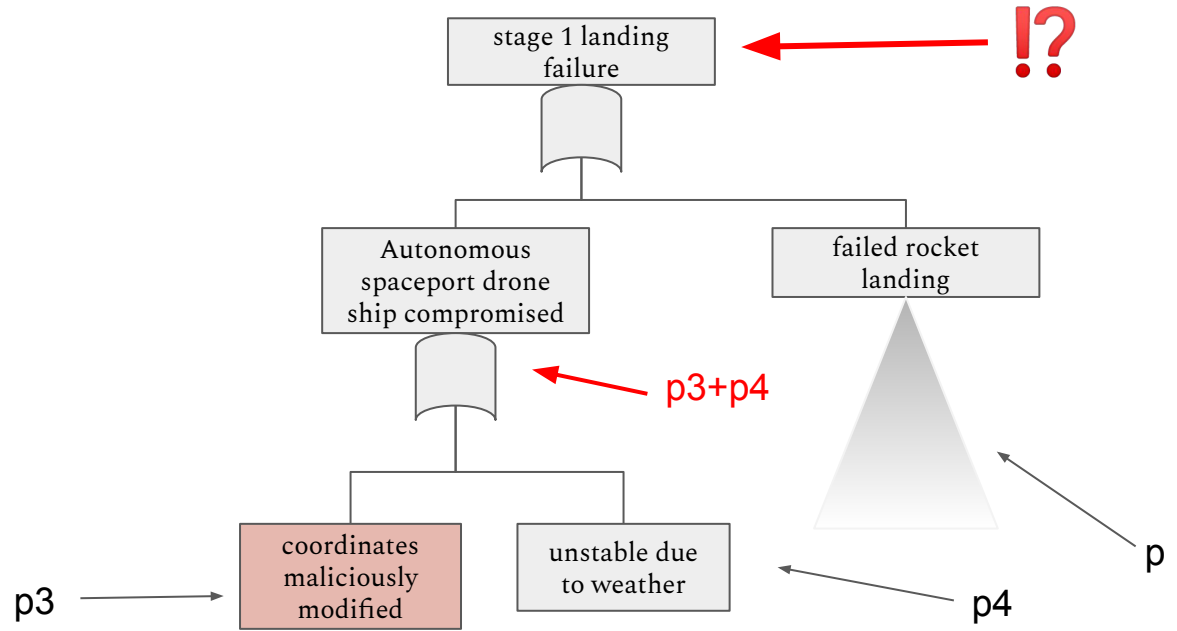 stage 1 landing
failure
⁉
Autonomous
spaceport drone
ship compromised
failed rocket
landing
p3+p4
coordinates
maliciously
modified
unstable due
to weather
p
p3
p4